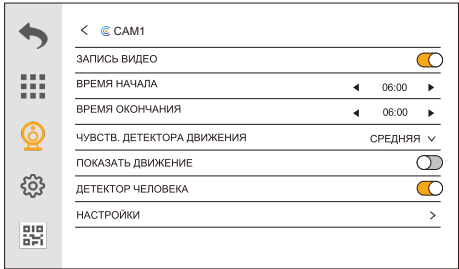 CAM1
ЗАПИСЬ ВИДЕО
ВРЕМЯ НАЧАЛА 06:00
ВРЕМЯ ОКОНЧАНИЯ 06:00
ЧУВСТВ. ДЕТЕКТОРА ДВИЖЕНИЯ СРЕДНЯЯ
ПОКАЗАТЬ ДВИЖЕНИЕ
ДЕТЕКТОР ЧЕЛОВЕКА
НАСТРОЙКИ